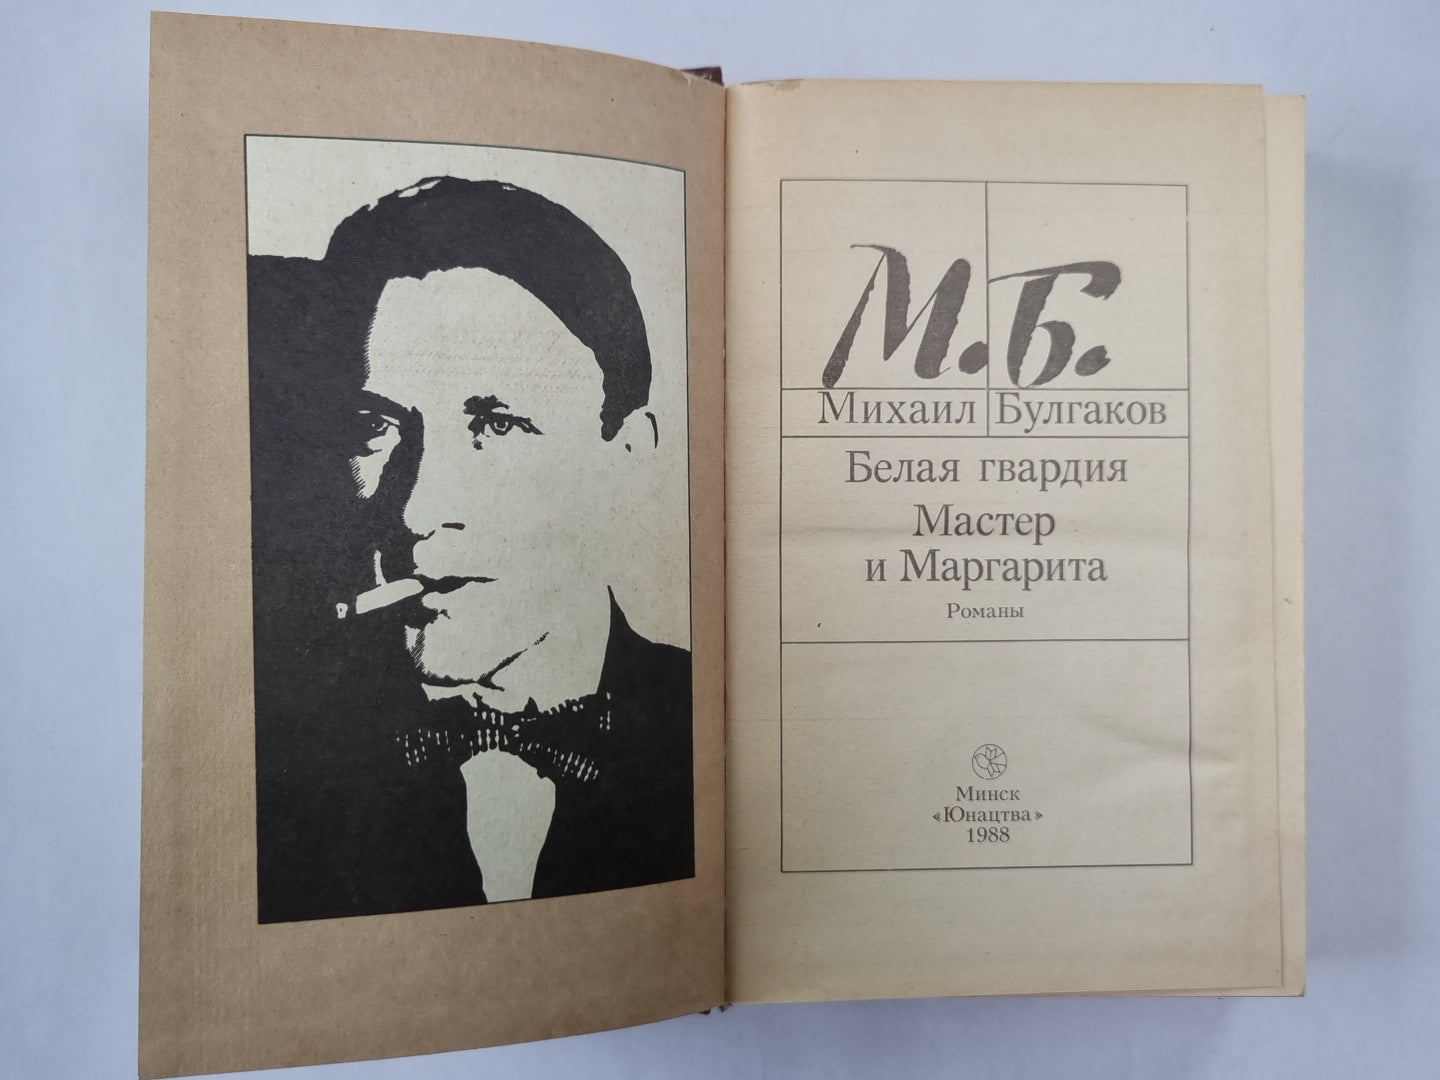 М.Б.
Михаил Булгаков
Белая гвардия
Мастер
и Маргарита
Романы
Минск
«Юнацтва»
1988